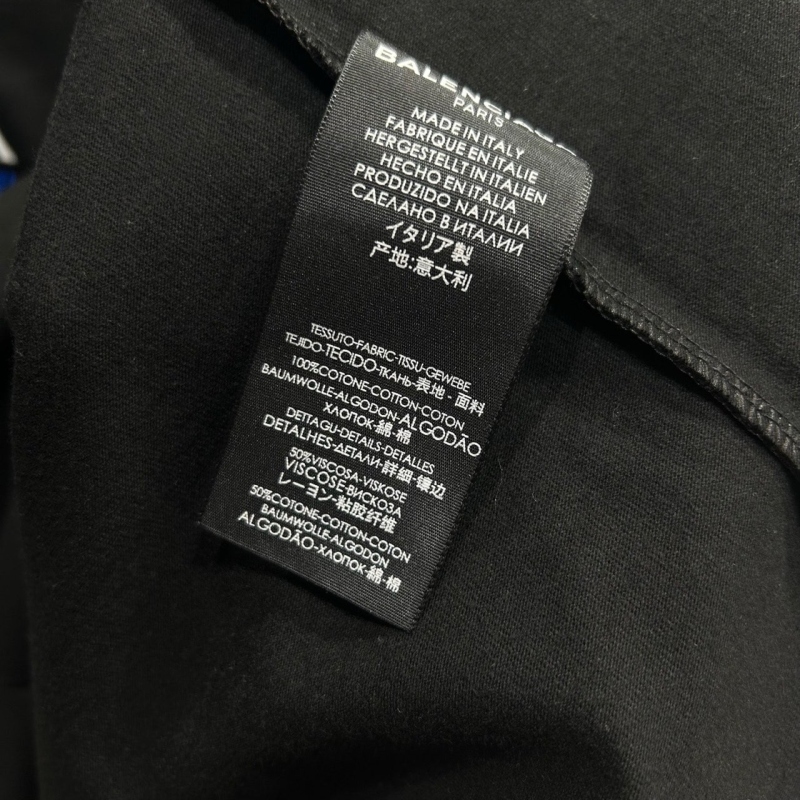 BALENCIAGA
PARIS
MADE IN ITALY
FABRIQUE EN ITALIE
HERGESTELLT IN ITALIEN
HECHO EN ITALIA
PRODUZIDO NA ITALIA
СДЕЛАНО В ИТАЛИИ
イタリア製
产地:意大利
TESSUTO-FABRIC-TISSU-GEWEBE
TEJIDO-TECIDO-ТКАНЬ-表地-面料
100%COTONE-COTTON-COTON
BAUMWOLLE-ALGODON-ALGODÃO
ХЛОПОК-綿-棉
DETTAGU-DETAILS-DETALLES
DETALHES-ДЕТАЛИ-詳細-镶边
50%VISCOSA-VISKOSE
VISCOSE-ВИСКОЗА
レーヨン-粘胶纤维
50%COTONE-COTTON-COTON
BAUMWOLLE-ALGODON
ALGODÃO-ХЛОПОК-綿-棉